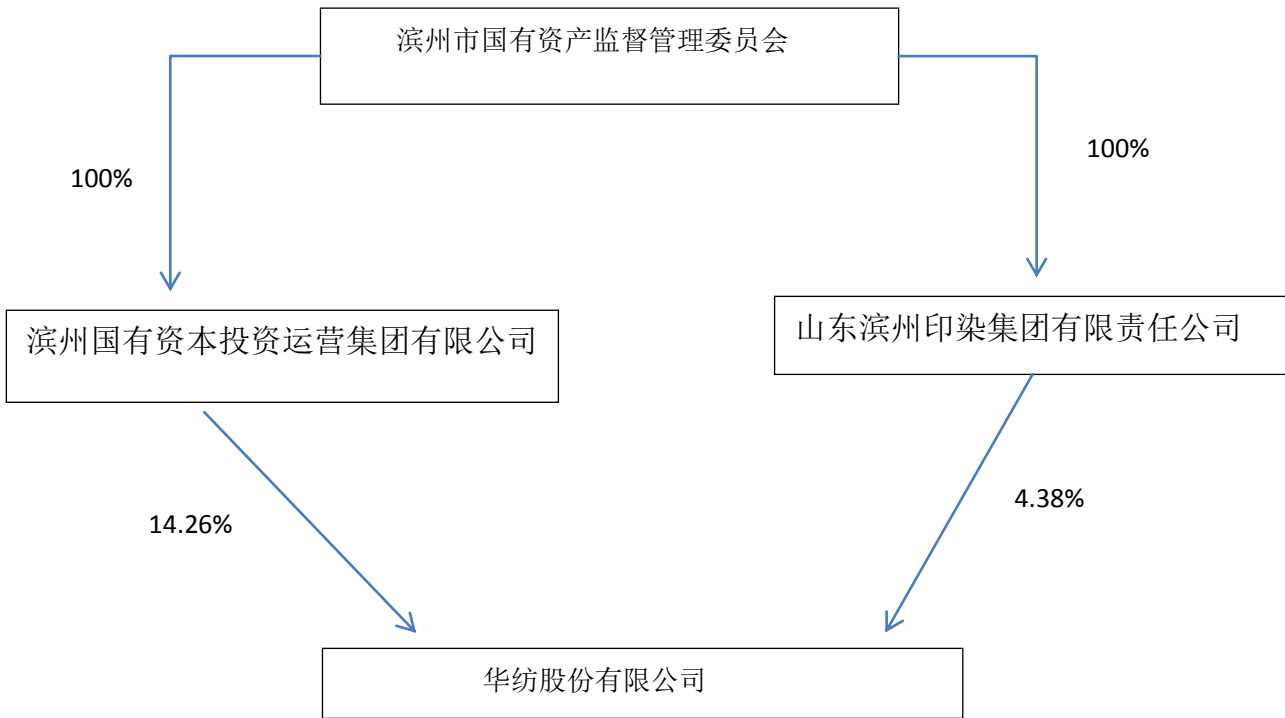 滨州市国有资产监督管理委员会
100%
100%
滨州国有资本投资运营集团有限公司
山东滨州印染集团有限责任公司
14.26%
4.38%
华纺股份有限公司